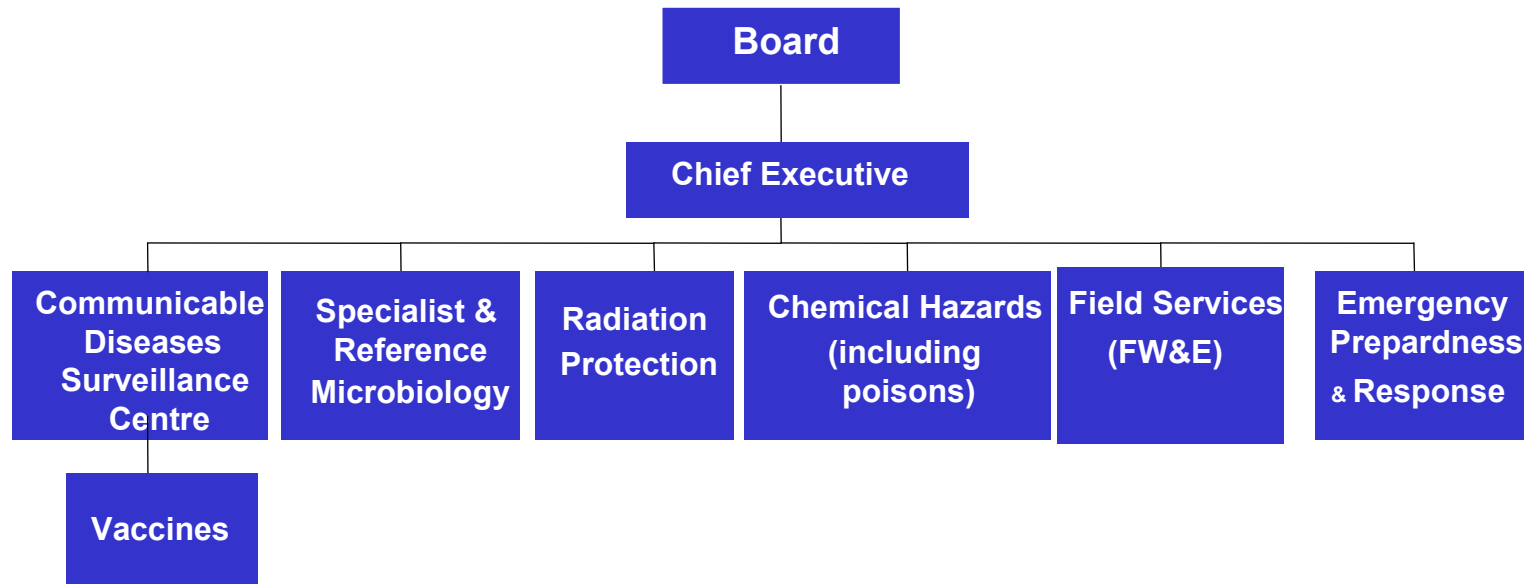 Board
Chief Executive
Communicable
Diseases
Surveillance
Centre
Specialist &
Reference
Microbiology
Radiation
Protection
Chemical Hazards
(including
poisons)
Field Services
(FW&E)
Emergency
Prepardness
& Response
Vaccines